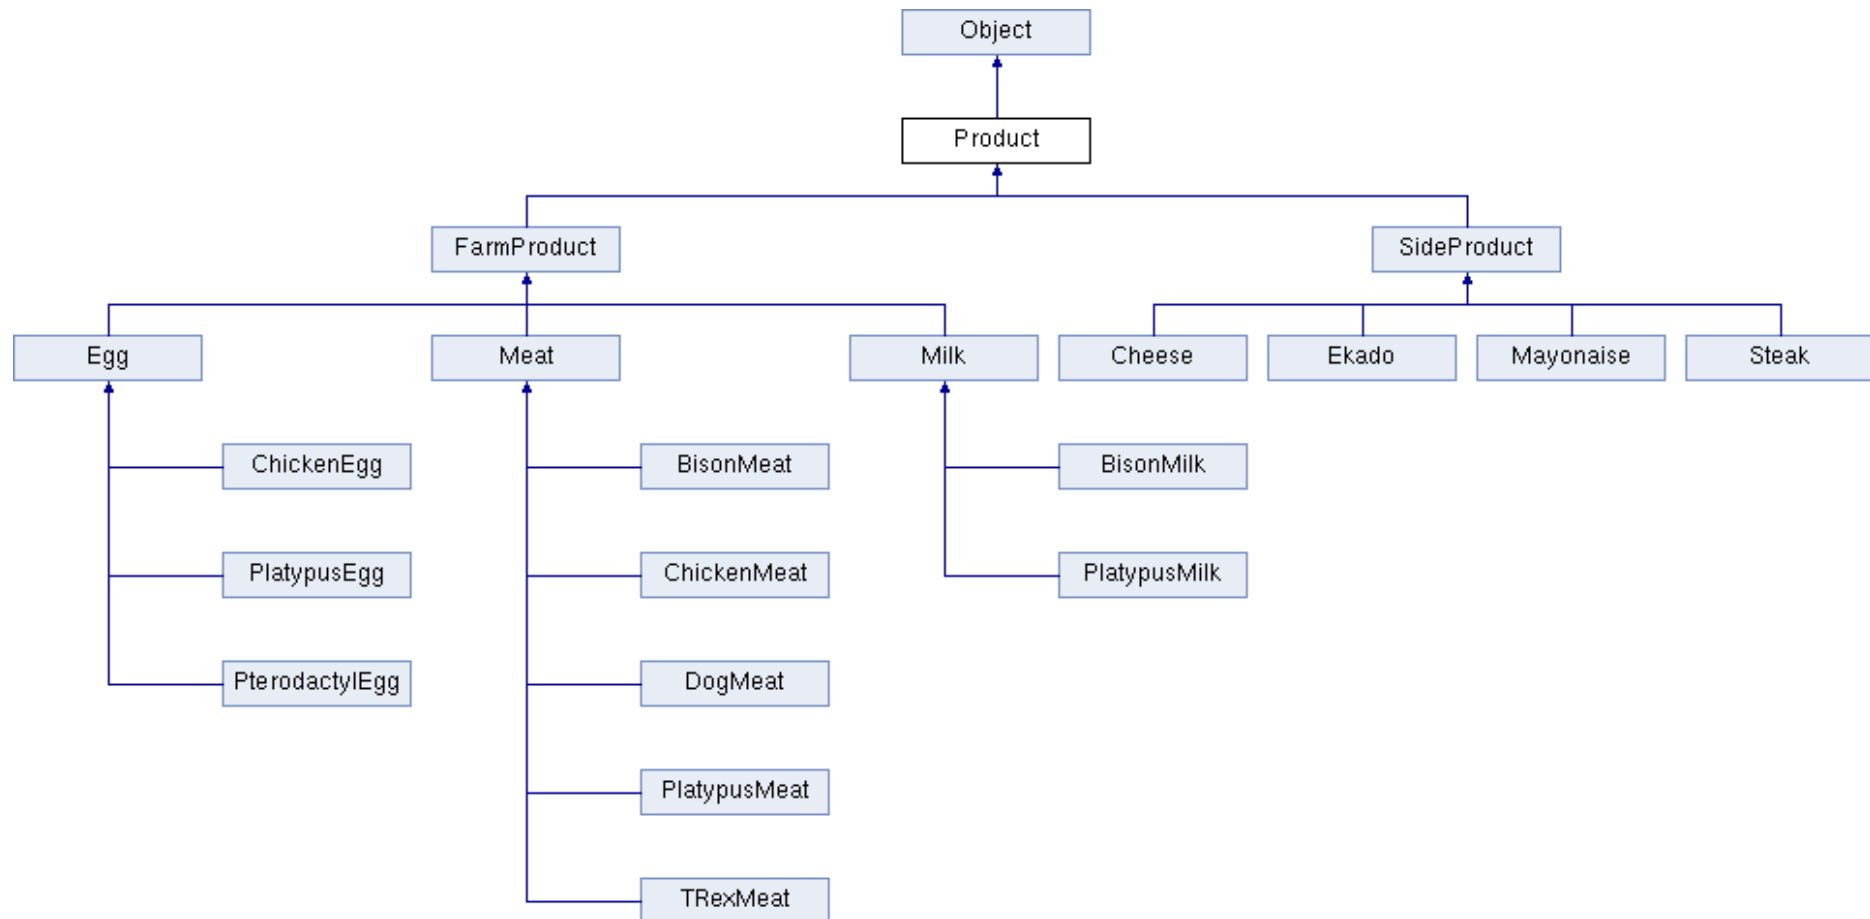 Object
Product
FarmProduct
SideProduct
Egg
Meat
Milk
Cheese
Ekado
Mayonaise
Steak
ChickenEgg
BisonMeat
BisonMilk
PlatypusEgg
ChickenMeat
PlatypusMilk
PterodactylEgg
DogMeat
PlatypusMeat
TRexMeat